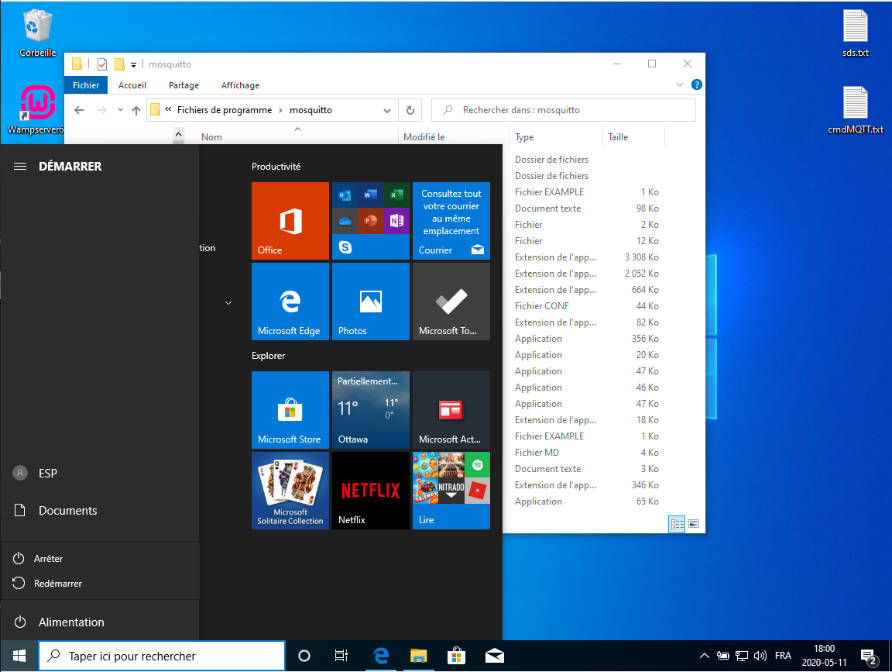 Corbeille
sds.txt
Wampserver6
cmdMQTT.txt
mosquitto
Fichier
Accueil
Partage
Affichage
?
« Fichiers de programme › mosquitto
Rechercher dans : mosquitto
Nom
Modifié le
Type
Taille
Dossier de fichiers
Dossier de fichiers
Fichier EXAMPLE 1 Ko
Document texte 98 Ko
Fichier 2 Ko
Fichier 12 Ko
Extension de l'app... 3 308 Ko
Extension de l'app... 2 052 Ko
Extension de l'app... 664 Ko
Fichier CONF 44 Ko
Extension de l'app... 82 Ko
Application 356 Ko
Application 20 Ko
Application 47 Ko
Application 46 Ko
Application 47 Ko
Extension de l'app... 18 Ko
Fichier EXAMPLE 1 Ko
Fichier MD 4 Ko
Document texte 3 Ko
Extension de l'app... 346 Ko
Application 65 Ko
DÉMARRER
tion
Productivité
Office
Consultez tout
votre courrier
au même
emplacement
Courrier
Microsoft Edge
Photos
Microsoft To...
Explorer
Microsoft Store
Partiellement...
11°
11°
0°
Ottawa
Microsoft Act...
Microsoft
Solitaire Collection
NETFLIX
Netflix
NITRADO
Lire
ESP
Documents
Arrêter
Redémarrer
Alimentation
Taper ici pour rechercher
FRA
18:00
2020-05-11
2